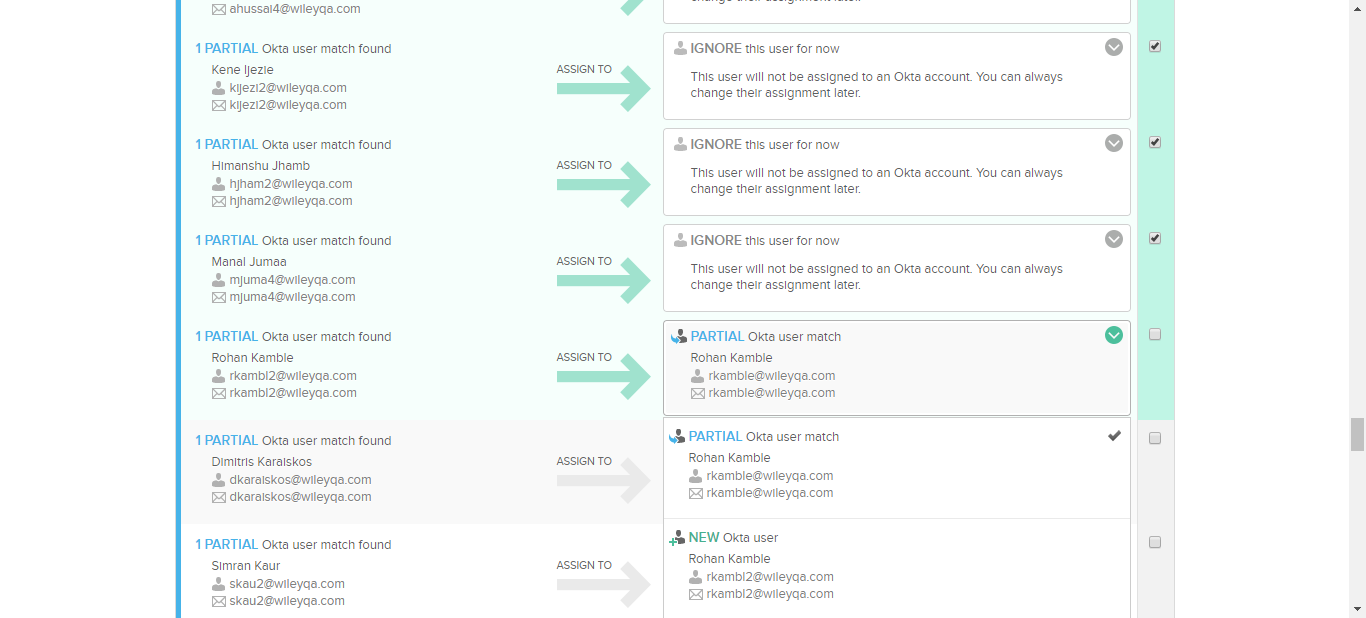 ahussai4@wileyqa.com
change their assignment later.
1 PARTIAL Okta user match found
Kene Ijezie
kijezi2@wileyqa.com
kijezi2@wileyqa.com
ASSIGN TO
IGNORE this user for now
This user will not be assigned to an Okta account. You can always
change their assignment later.
1 PARTIAL Okta user match found
Himanshu Jhamb
hjham2@wileyqa.com
hjham2@wileyqa.com
ASSIGN TO
IGNORE this user for now
This user will not be assigned to an Okta account. You can always
change their assignment later.
1 PARTIAL Okta user match found
Manal Jumaa
mjuma4@wileyqa.com
mjuma4@wileyqa.com
ASSIGN TO
IGNORE this user for now
This user will not be assigned to an Okta account. You can always
change their assignment later.
1 PARTIAL Okta user match found
Rohan Kamble
rkambl2@wileyqa.com
rkambl2@wileyqa.com
ASSIGN TO
PARTIAL Okta user match
Rohan Kamble
rkamble@wileyqa.com
rkamble@wileyqa.com
1 PARTIAL Okta user match found
Dimitris Karaiskos
dkaraiskos@wileyqa.com
dkaraiskos@wileyqa.com
ASSIGN TO
PARTIAL Okta user match
Rohan Kamble
rkamble@wileyqa.com
rkamble@wileyqa.com
1 PARTIAL Okta user match found
Simran Kaur
skau2@wileyqa.com
skau2@wileyqa.com
ASSIGN TO
NEW Okta user
Rohan Kamble
rkambl2@wileyqa.com
rkambl2@wileyqa.com